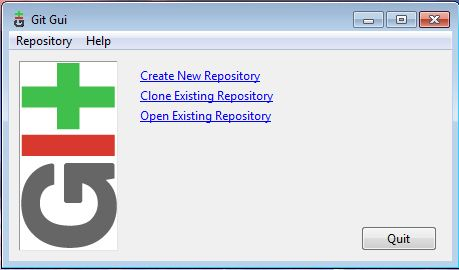 Git Gui
Repository Help
Create New Repository
Clone Existing Repository
Open Existing Repository
Quit